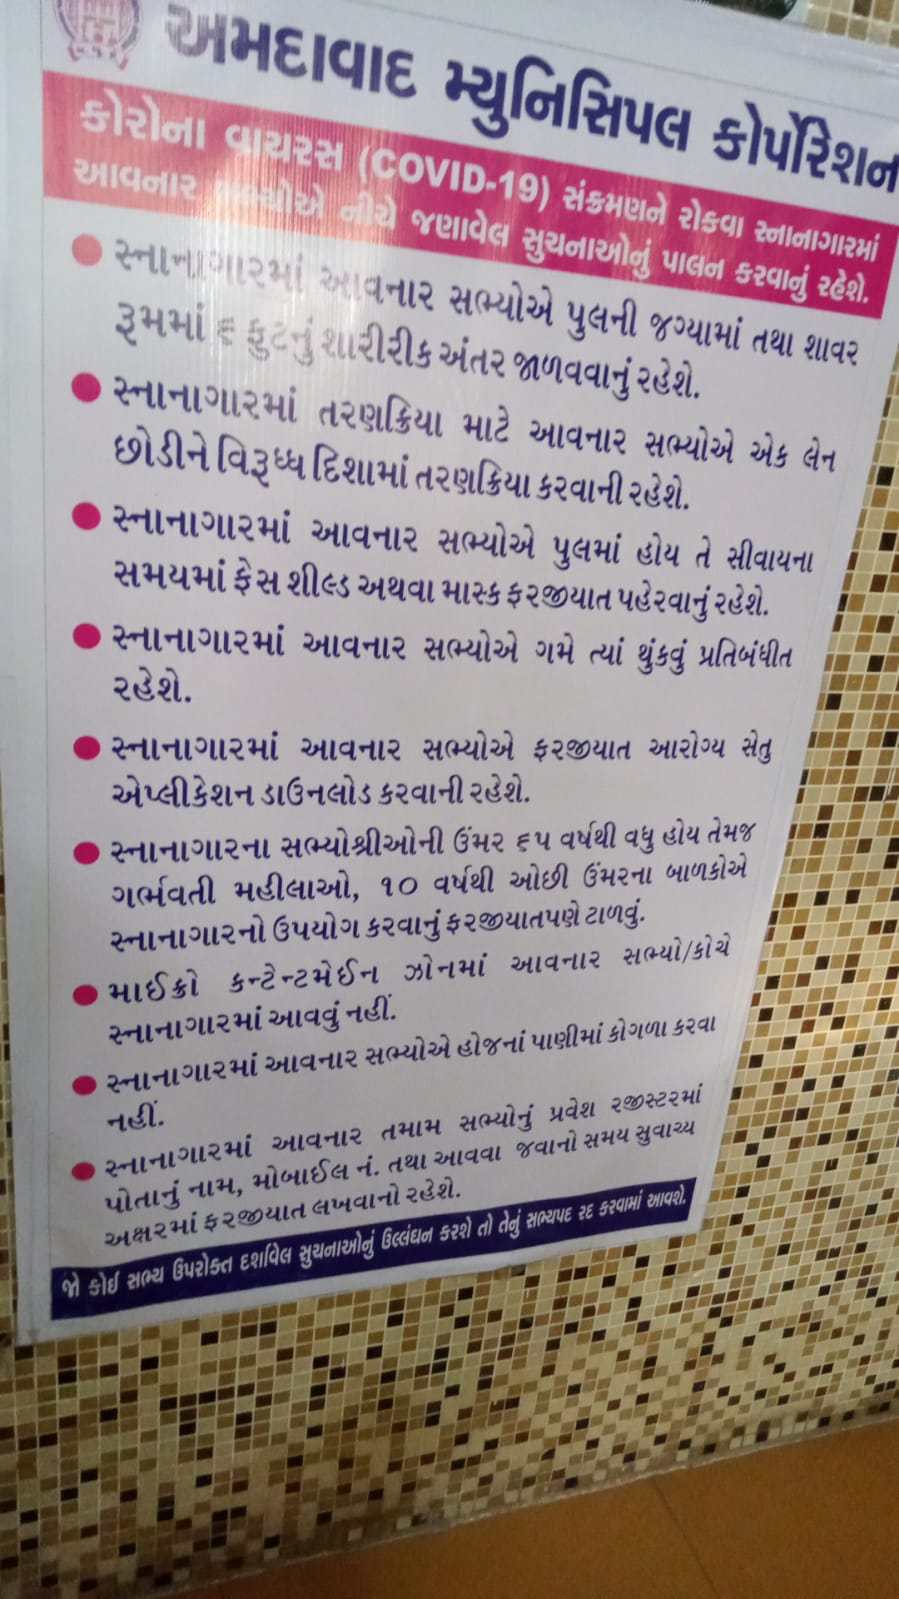 અમદાવાદ મ્યુનિસિપલ કોર્પોરેશન
કોરોના વાયરસ (COVID-19) સંક્રમણને રોકવા સ્નાનાગારમાં
આવનાર સભ્યોએ નીચે જણાવેલ સુચનાઓનું પાલન કરવાનું રહેશે.
સ્નાનાગારમાં આવનાર સભ્યોએ પુલની જગ્યામાં તથા શાવર
રૂમમાં ૬ ફુટનું શારીરીક અંતર જાળવવાનું રહેશે.
સ્નાનાગારમાં તરણક્રિયા માટે આવનાર સભ્યોએ એક લેન
છોડીને વિરૂધ્ધ દિશામાં તરણક્રિયા કરવાની રહેશે.
સ્નાનાગારમાં આવનાર સભ્યોએ પુલમાં હોય તે સીવાયના
સમયમાં ફેસ શીલ્ડ અથવા માસ્ક ફરજીયાત પહેરવાનું રહેશે.
સ્નાનાગારમાં આવનાર સભ્યોએ ગમે ત્યાં થુંકવું પ્રતિબંધીત
રહેશે.
સ્નાનાગારમાં આવનાર સભ્યોએ ફરજીયાત આરોગ્ય સેતુ
એપ્લીકેશન ડાઉનલોડ કરવાની રહેશે.
સ્નાનાગારના સભ્યોશ્રીઓની ઉંમર ૬૫ વર્ષથી વધુ હોય તેમજ
ગર્ભવતી મહીલાઓ, ૧૦ વર્ષથી ઓછી ઉંમરના બાળકોએ
સ્નાનાગારનો ઉપયોગ કરવાનું ફરજીયાતપણે ટાળવું.
માઈક્રો કન્ટેન્ટમેઈન ઝોનમાં આવનાર સભ્યો/કોચે
સ્નાનાગારમાં આવવું નહીં.
સ્નાનાગારમાં આવનાર સભ્યોએ હોજનાં પાણીમાં કોગળા કરવા
નહીં.
સ્નાનાગારમાં આવનાર તમામ સભ્યોનું પ્રવેશ રજીસ્ટરમાં
પોતાનું નામ, મોબાઈલ નં. તથા આવવા જવાનો સમય સુવાચ્ય
અક્ષરમાં ફરજીયાત લખવાનો રહેશે.
જો કોઈ સભ્ય ઉપરોક્ત દર્શાવેલ સુચનાઓનું ઉલ્લંઘન કરશે તો તેનું સભ્યપદ રદ કરવામાં આવશે.